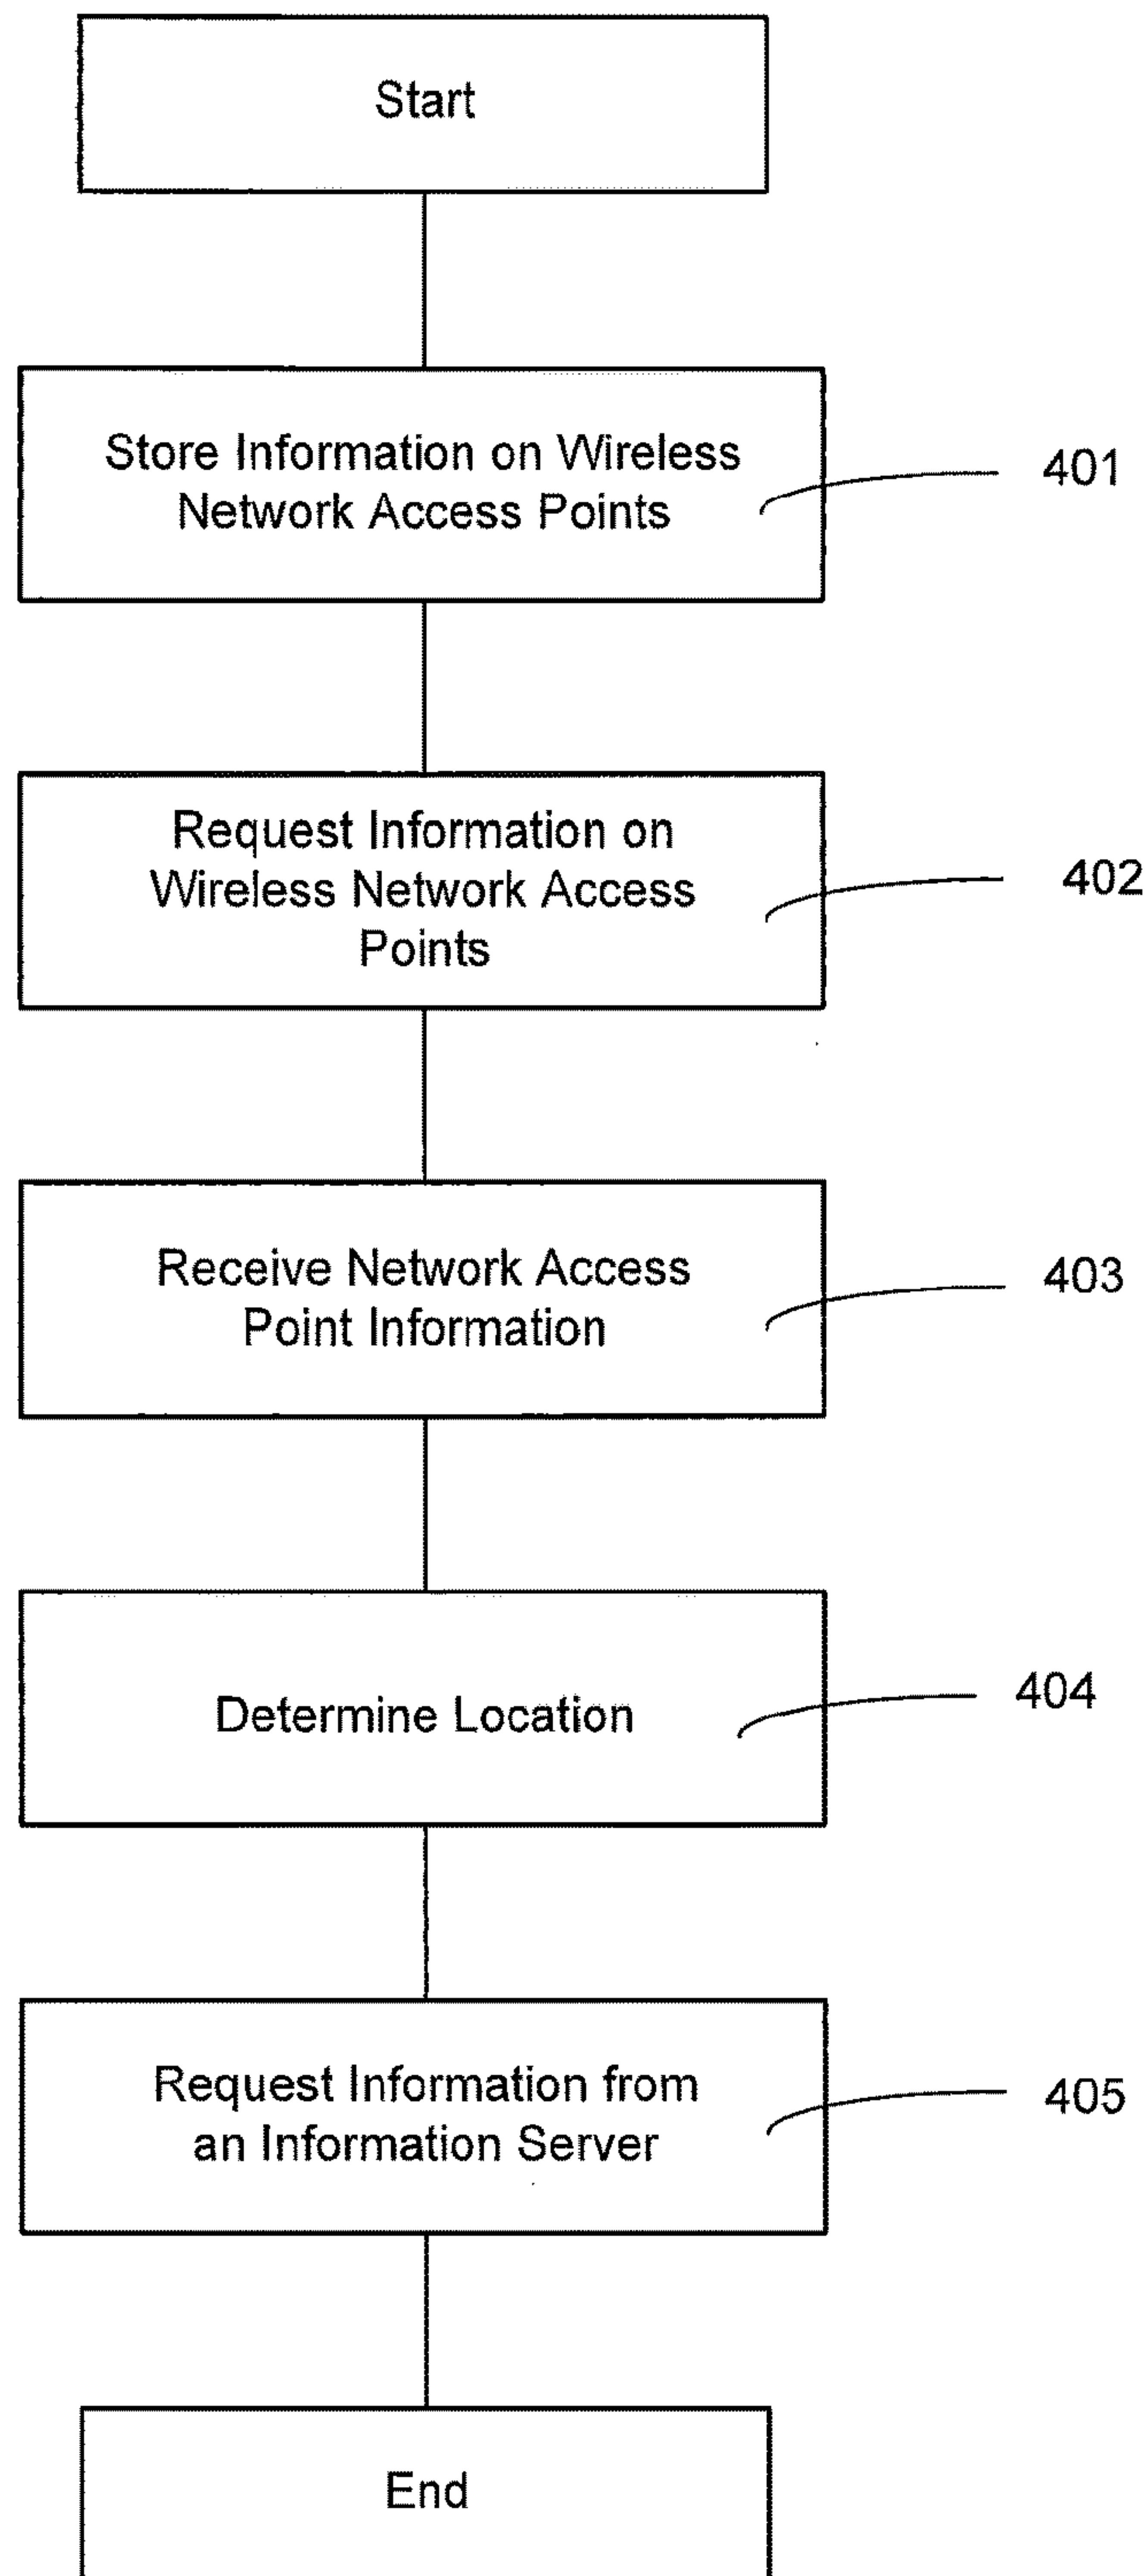 Start
Store Information on Wireless
Network Access Points
401
Request Information on
Wireless Network Access
Points
402
Receive Network Access
Point Information
403
Determine Location
404
Request Information from
an Information Server
405
End